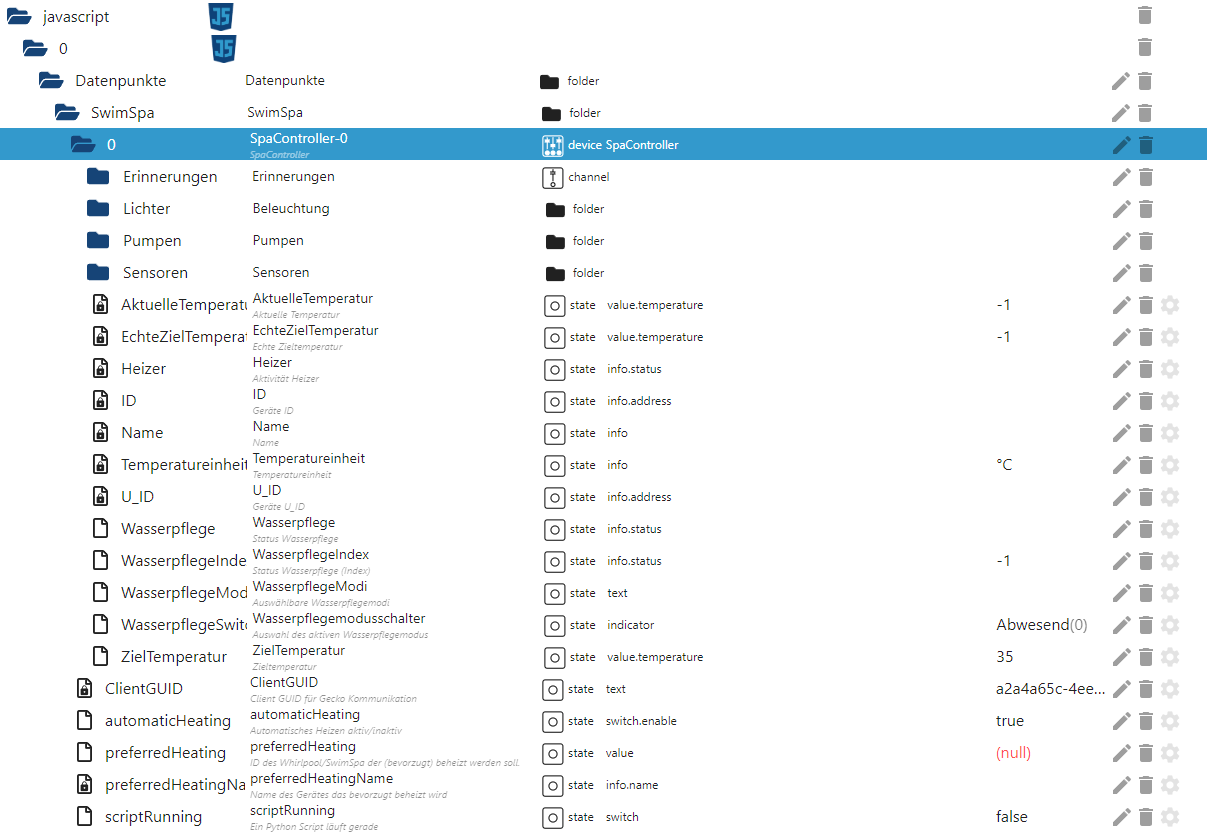 javascript
0
Datenpunkte Datenpunkte folder
SwimSpa SwimSpa folder
0 SpaController-0 device SpaController
SpaController
Erinnerungen Erinnerungen channel
Lichter Beleuchtung folder
Pumpen Pumpen folder
Sensoren Sensoren folder
AktuelleTemperatu AktuelleTemperatur state value.temperature -1
Aktuelle Temperatur
EchteZielTemperat EchteZielTemperatur state value.temperature -1
Echte Zieltemperatur
Heizer Heizer state info.status
Aktivität Heizer
ID ID state info.address
Geräte ID
Name Name state info
Name
Temperatureinheit Temperatureinheit state info °C
Temperatureinheit
U_ID U_ID state info.address
Geräte U_ID
Wasserpflege Wasserpflege state info.status
Status Wasserpflege
WasserpflegeInde WasserpflegeIndex state info.status -1
Status Wasserpflege (Index)
WasserpflegeMod WasserpflegeModi state text
Auswählbare Wasserpflegemodi
WasserpflegeSwitc Wasserpflegemodusschalter state indicator Abwesend(0)
Auswahl des aktiven Wasserpflegemodus
ZielTemperatur ZielTemperatur state value.temperature 35
Zieltemperatur
ClientGUID ClientGUID state text a2a4a65c-4ee...
Client GUID für Gecko Kommunikation
automaticHeating automaticHeating state switch.enable true
Automatisches Heizen aktiv/inaktiv
preferredHeating preferredHeating state value (null)
ID des Whirlpool/SwimSpa der (bevorzugt) beheizt werden soll.
preferredHeatingNa preferredHeatingName state info.name
Name des Gerätes das bevorzugt beheizt wird
scriptRunning scriptRunning state switch false
Ein Python Script läuft gerade